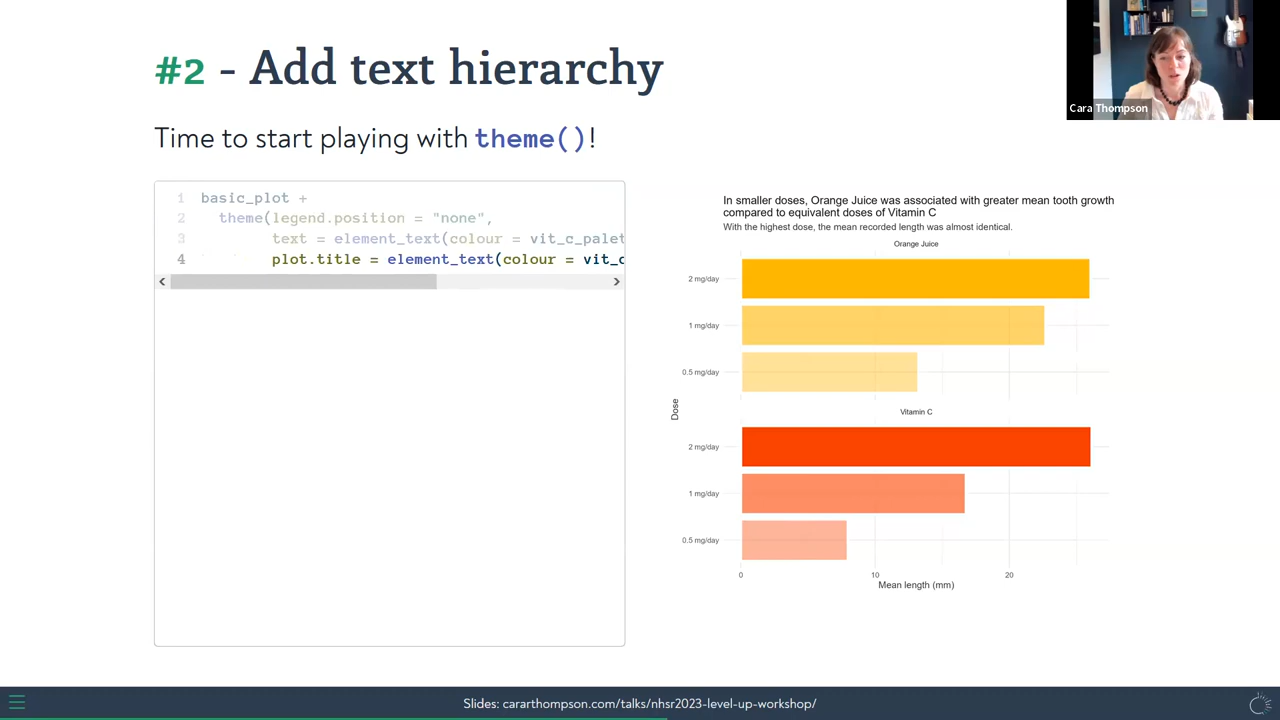 #2 - Add text hierarchy
Cara Thompson
Time to start playing with theme()!
1 basic_plot +
2 theme(legend.position = "none",
3 text = element_text(colour = vit_c_palet
4 plot.title = element_text(colour = vit_c
In smaller doses, Orange Juice was associated with greater mean tooth growth
compared to equivalent doses of Vitamin C
With the highest dose, the mean recorded length was almost identical.
Orange Juice
2 mg/day
1 mg/day
0.5 mg/day
Dose
Vitamin C
2 mg/day
1 mg/day
0.5 mg/day
0 10 20
Mean length (mm)
Slides: cararthompson.com/talks/nhsr2023-level-up-workshop/